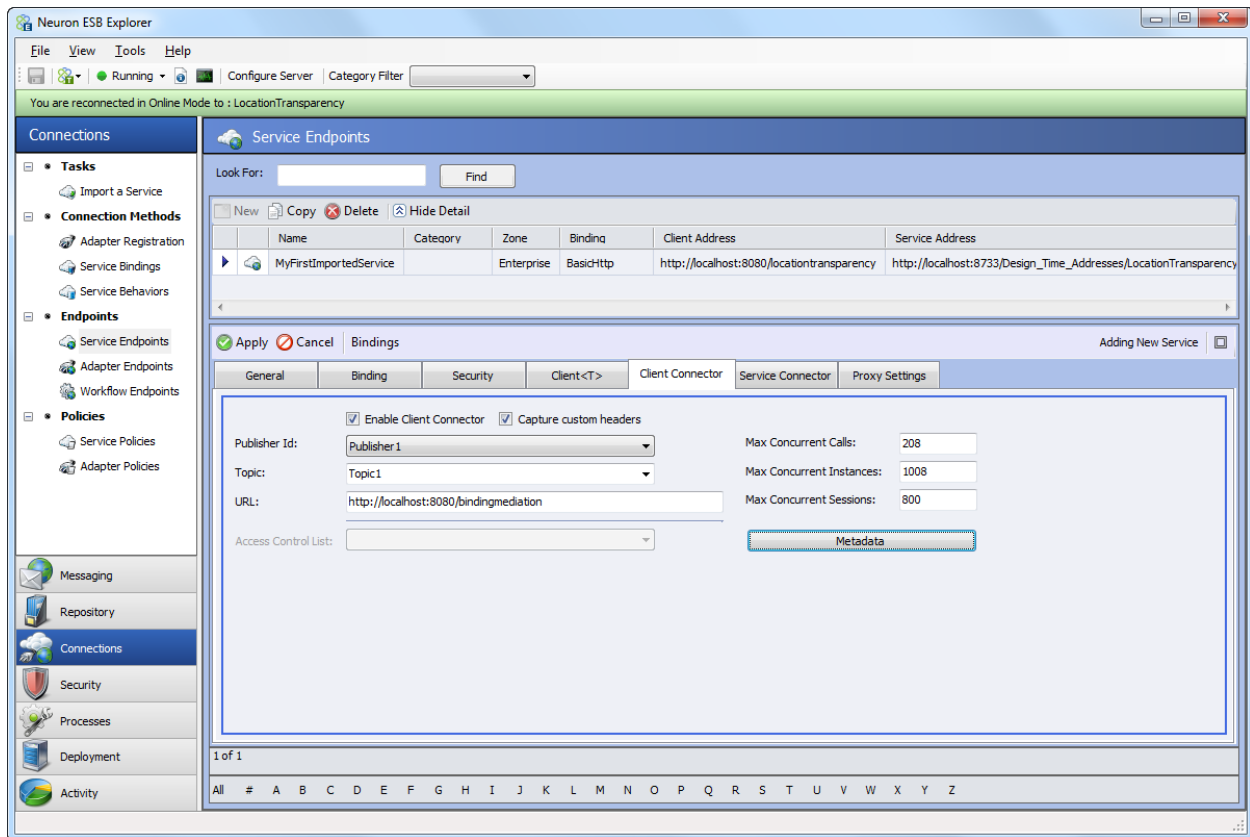 Neuron ESB Explorer
File View Tools Help
Running Configure Server Category Filter
You are reconnected in Online Mode to : LocationTransparency
Connections
Tasks
Import a Service
Connection Methods
Adapter Registration
Service Bindings
Service Behaviors
Endpoints
Service Endpoints
Adapter Endpoints
Workflow Endpoints
Policies
Service Policies
Adapter Policies
Messaging
Repository
Connections
Security
Processes
Deployment
Activity
Service Endpoints
Look For: Find
New Copy Delete Hide Detail
Name Category Zone Binding Client Address Service Address
MyFirstImportedService Enterprise BasicHttp http://localhost:8080/locationtransparency http://localhost:8733/Design_Time_Addresses/LocationTransparency
Apply Cancel Bindings Adding New Service
General Binding Security Client<T> Client Connector Service Connector Proxy Settings
Enable Client Connector Capture custom headers
Publisher Id: Publisher1 Max Concurrent Calls: 208
Topic: Topic1 Max Concurrent Instances: 1008
URL: http://localhost:8080/bindingmediation Max Concurrent Sessions: 800
Access Control List: Metadata
1 of 1
All # A B C D E F G H I J K L M N O P Q R S T U V W X Y Z